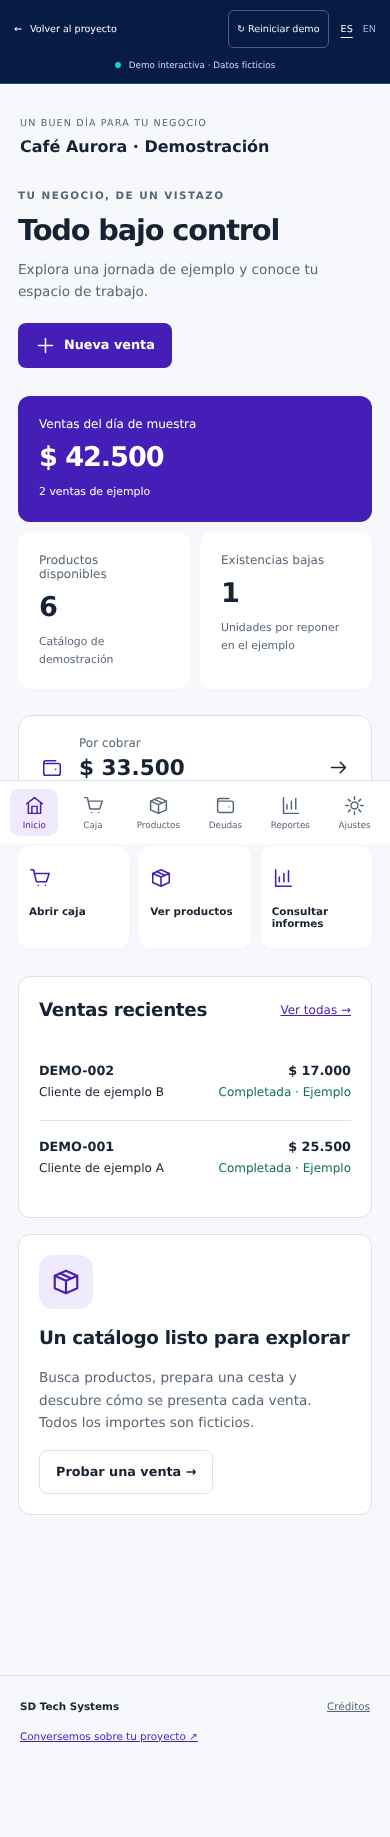 ← Volver al proyecto
↻ Reiniciar demo
ES EN
Demo interactiva · Datos ficticios
UN BUEN DÍA PARA TU NEGOCIO
Café Aurora · Demostración
TU NEGOCIO, DE UN VISTAZO
Todo bajo control
Explora una jornada de ejemplo y conoce tu
espacio de trabajo.
Nueva venta
Ventas del día de muestra
$ 42.500
2 ventas de ejemplo
Productos
disponibles
6
Catálogo de
demostración
Existencias bajas
1
Unidades por reponer
en el ejemplo
Por cobrar
$ 33.500
→
Inicio
Caja
Productos
Deudas
Reportes
Ajustes
Abrir caja
Ver productos
Consultar
informes
Ventas recientes
Ver todas →
DEMO-002
$ 17.000
Cliente de ejemplo B
Completada · Ejemplo
DEMO-001
$ 25.500
Cliente de ejemplo A
Completada · Ejemplo
Un catálogo listo para explorar
Busca productos, prepara una cesta y
descubre cómo se presenta cada venta.
Todos los importes son ficticios.
Probar una venta →
SD Tech Systems
Créditos
Conversemos sobre tu proyecto ↗